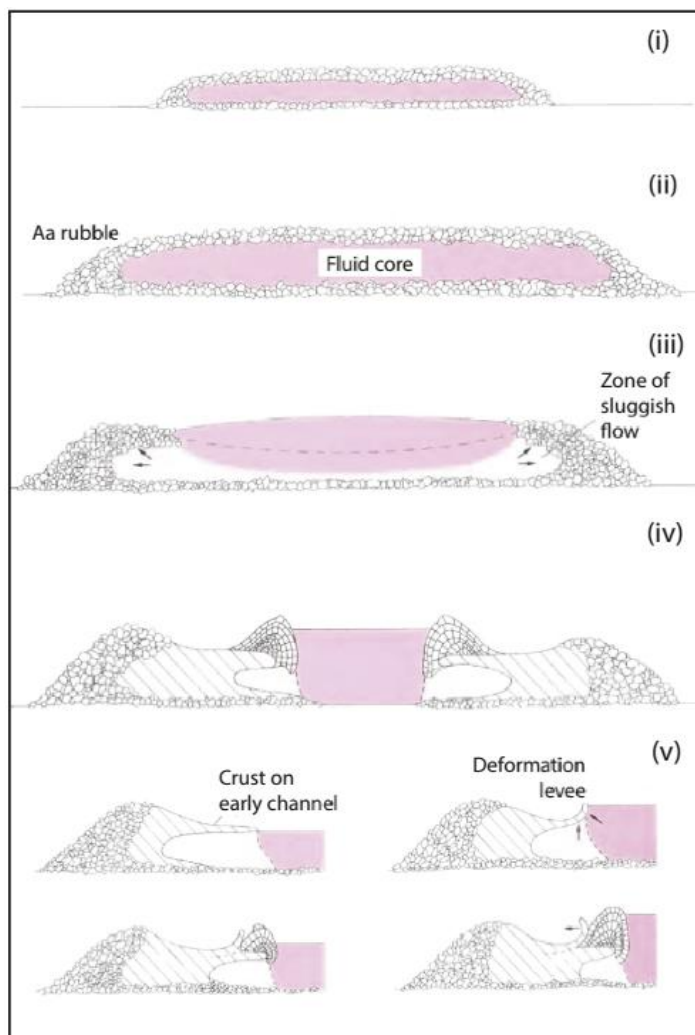 (i)
(ii)
Aa rubble
Fluid core
(iii)
Zone of
sluggish
flow
(iv)
(v)
Crust on
early channel
Deformation
levee